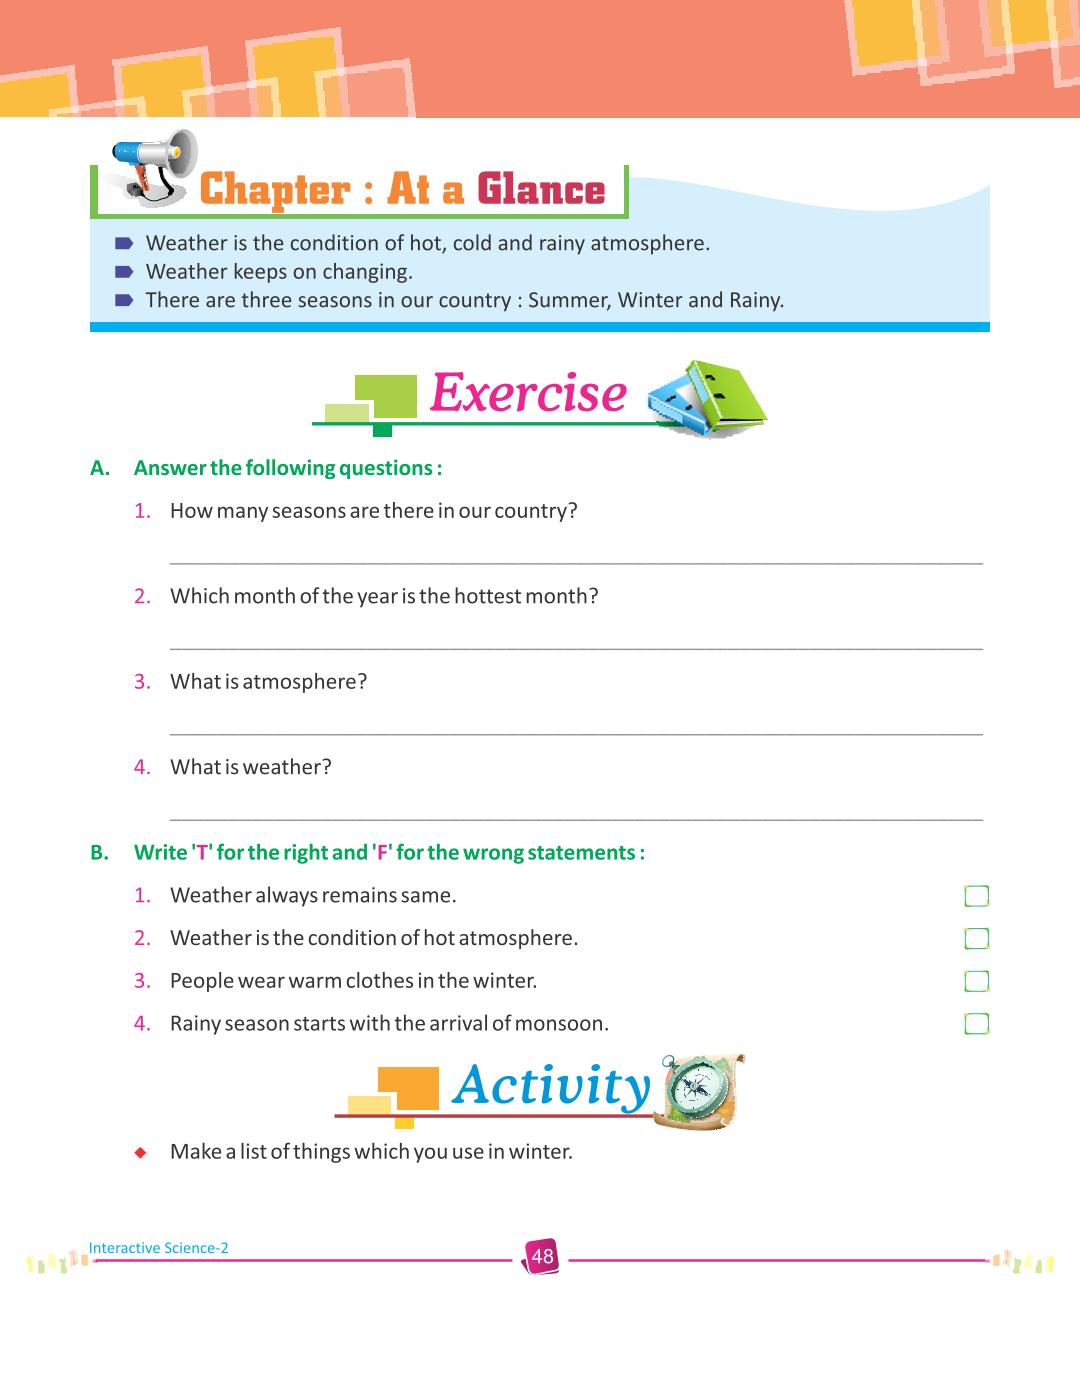 Chapter : At a Glance
Weather is the condition of hot, cold and rainy atmosphere.
Weather keeps on changing.
There are three seasons in our country : Summer, Winter and Rainy.
Exercise
A. Answer the following questions :
1. How many seasons are there in our country?
2. Which month of the year is the hottest month?
3. What is atmosphere?
4. What is weather?
B. Write 'T' for the right and 'F' for the wrong statements :
1. Weather always remains same.
2. Weather is the condition of hot atmosphere.
3. People wear warm clothes in the winter.
4. Rainy season starts with the arrival of monsoon.
Activity
Make a list of things which you use in winter.
Interactive Science-2
48